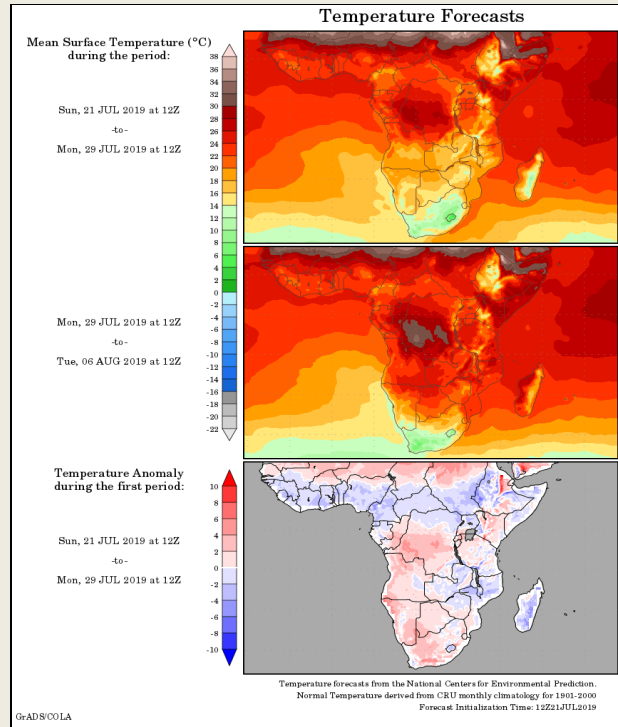 Temperature Forecasts
Mean Surface Temperature (°C)
during the period:
Sun, 21 JUL 2019 at 12Z
-to-
Mon, 29 JUL 2019 at 12Z
38
36
34
32
30
28
26
24
22
20
18
16
14
12
10
8
6
4
2
0
-2
-4
-6
-8
-10
-12
-14
-16
-18
-20
-22
Mon, 29 JUL 2019 at 12Z
-to-
Tue, 06 AUG 2019 at 12Z
Temperature Anomaly
during the first period:
Sun, 21 JUL 2019 at 12Z
-to-
Mon, 29 JUL 2019 at 12Z
10
8
6
4
2
0
-2
-4
-6
-8
-10
Temperature forecasts from the National Centers for Environmental Prediction.
Normal Temperature derived from CRU monthly climatology for 1901-2000
Forecast Initialization Time: 12Z21JUL2019
GrADS/COLA